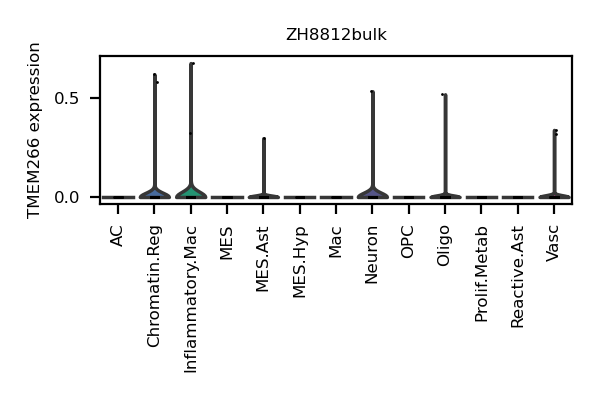 ZH8812bulk
TMEM266 expression
0.5
0.0
AC
Chromatin.Reg
Inflammatory.Mac
MES
MES.Ast
MES.Hyp
Mac
Neuron
OPC
Oligo
Prolif.Metab
Reactive.Ast
Vasc